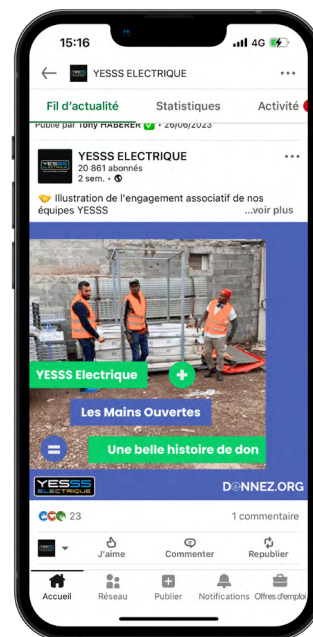 15:16
4G
YESSS ELECTRIQUE
Fil d'actualité Statistiques Activité
Publié par Tony HABERER • 26/06/2023
YESSS ELECTRIQUE
20 861 abonnés
2 sem. •
Illustration de l'engagement associatif de nos
équipes YESSS ...voir plus
YESSS Electrique +
Les Mains Ouvertes
= Une belle histoire de don
YESSS
ELECTRIQUE
DONNEZ.ORG
23 1 commentaire
J'aime Commenter Republier
Accueil Réseau Publier Notifications Offres d'emploi